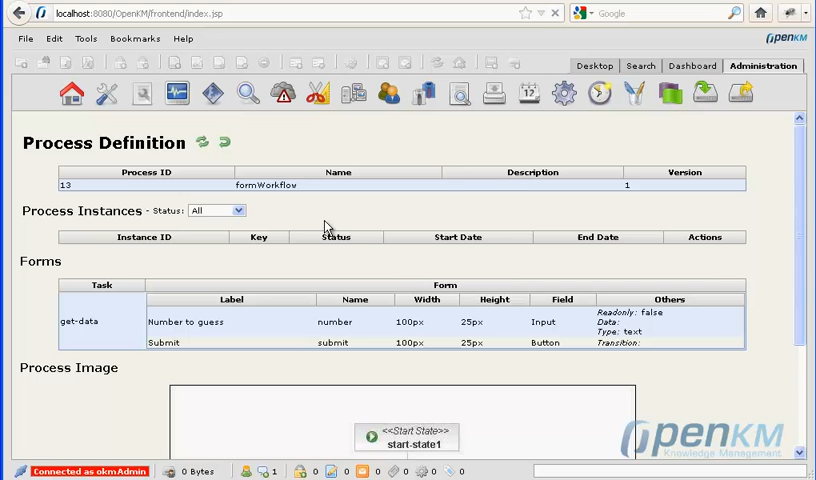 localhost:8080/OpenKM/frontend/index.jsp
Google
File Edit Tools Bookmarks Help
OPENKM
Desktop Search Dashboard Administration
12
Process Definition
Process ID Name Description Version
13 formWorkflow 1
Process Instances - Status: All
Instance ID Key Status Start Date End Date Actions
Forms
Task Form
Label Name Width Height Field Others
get-data Number to guess number 100px 25px Input Readonly: false
Data:
Type: text
Submit submit 100px 25px Button Transition:
Process Image
<<Start State>>
start-state1
OpenKM
Knowledge Management
Connected as okmAdmin 0 Bytes 1 0 0 0 0 0 0